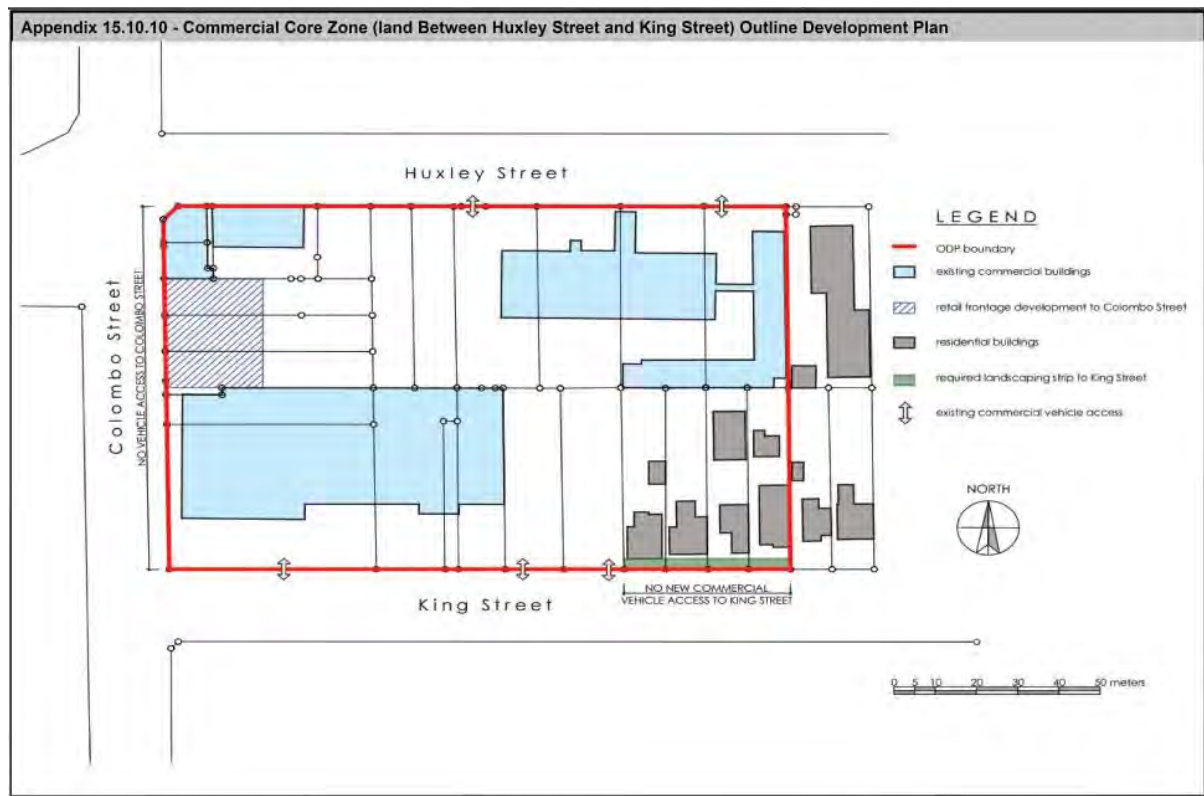 Appendix 15.10.10 - Commercial Core Zone (land Between Huxley Street and King Street) Outline Development Plan
Huxley Street
Colombo Street
NO VEHICLE ACCESS TO COLOMBO STREET
LEGEND
ODP boundary
existing commercial buildings
retail frontage development to Colombo Street
residential buildings
required landscaping strip to King Street
existing commercial vehicle access
NORTH
NO NEW COMMERCIAL
VEHICLE ACCESS TO KING STREET
King Street
0 5 10 20 30 40 50 meters